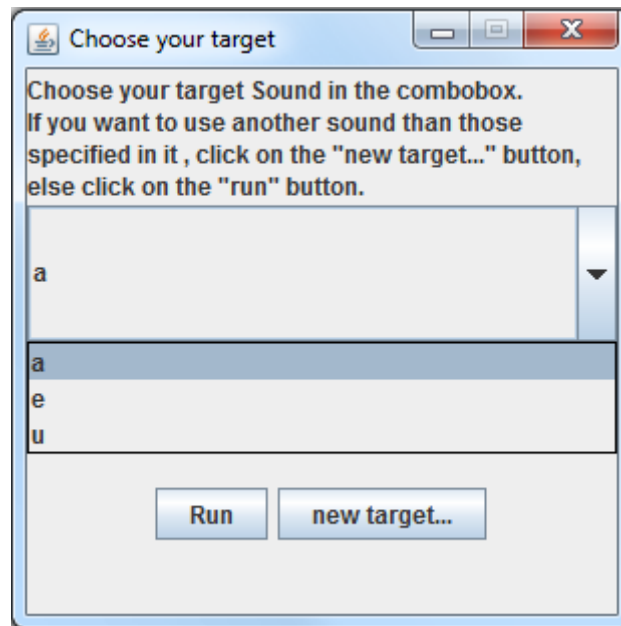 Choose your target
Choose your target Sound in the combobox.
If you want to use another sound than those
specified in it , click on the "new target..." button,
else click on the "run" button.
a
a
e
u
Run
new target...